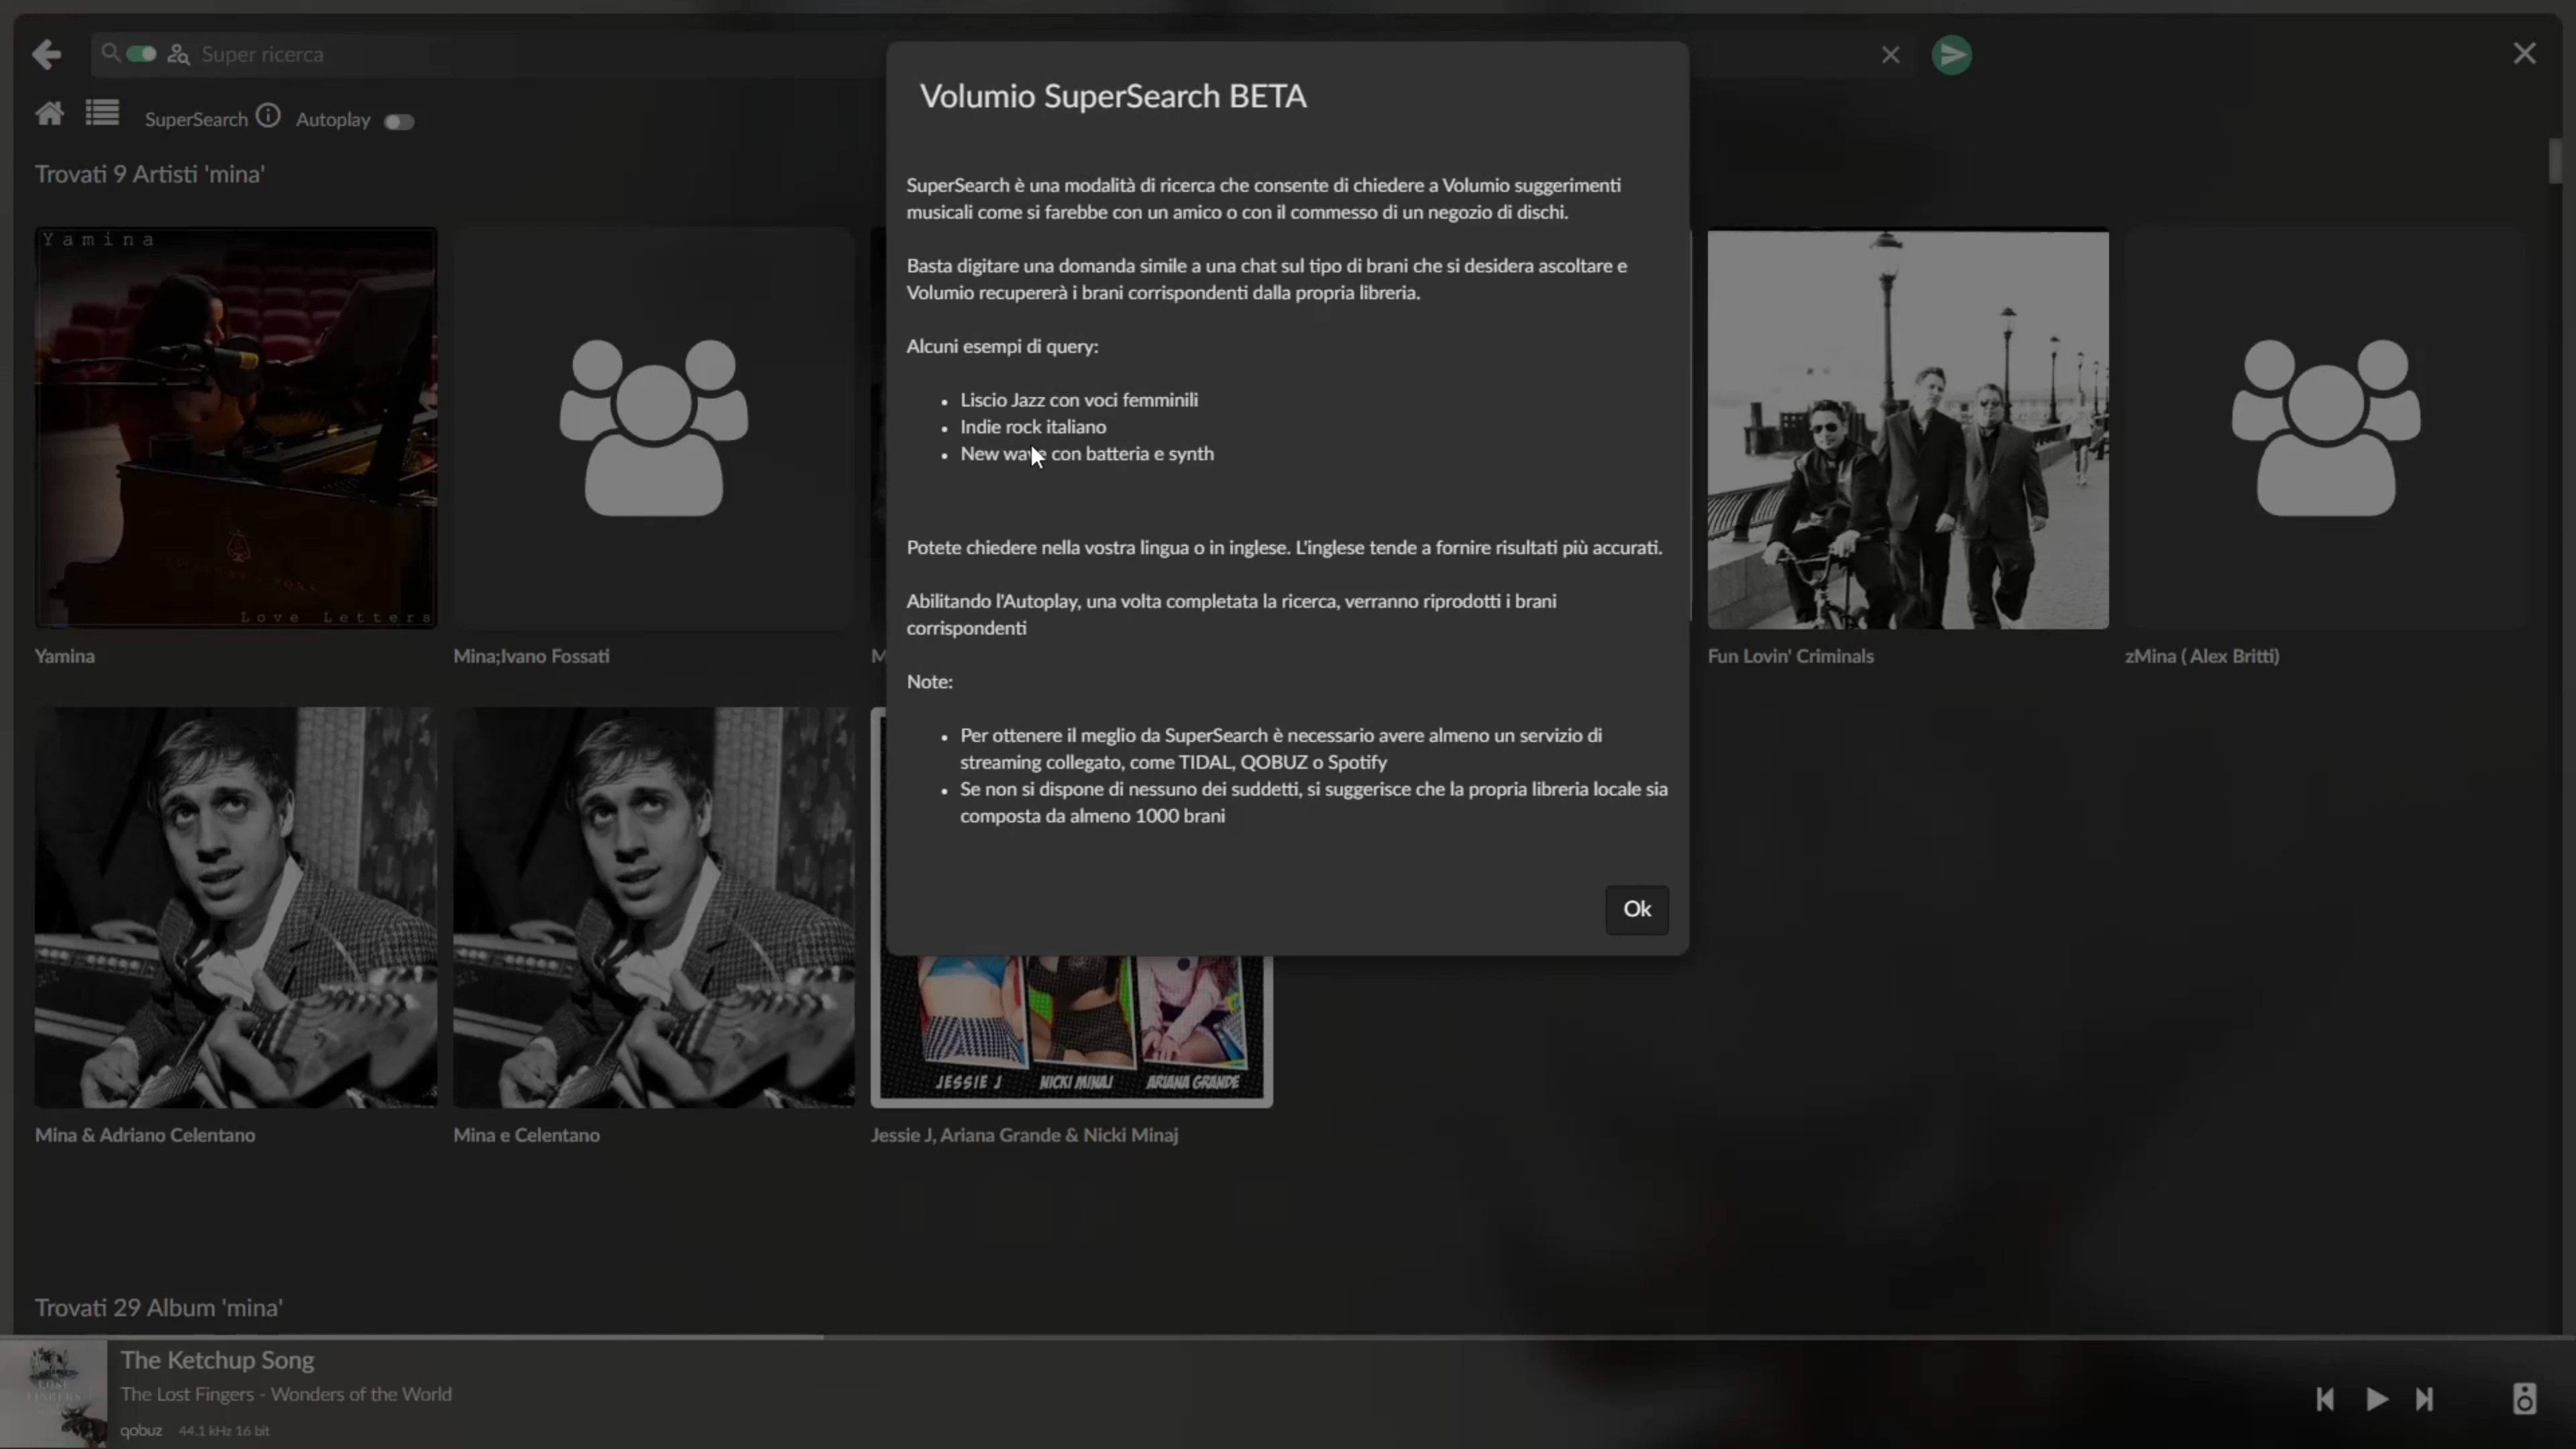 Super ricerca
SuperSearch
Autoplay
Trovati 9 Artisti 'mina'
Volumio SuperSearch BETA
SuperSearch è una modalità di ricerca che consente di chiedere a Volumio suggerimenti
musicali come si farebbe con un amico o con il commesso di un negozio di dischi.
Basta digitare una domanda simile a una chat sul tipo di brani che si desidera ascoltare e
Volumio recupererà i brani corrispondenti dalla propria libreria.
Alcuni esempi di query:
• Liscio Jazz con voci femminili
• Indie rock italiano
• New wave con batteria e synth
Potete chiedere nella vostra lingua o in inglese. L'inglese tende a fornire risultati più accurati.
Abilitando l'Autoplay, una volta completata la ricerca, verranno riprodotti i brani
corrispondenti
Note:
• Per ottenere il meglio da SuperSearch è necessario avere almeno un servizio di
streaming collegato, come TIDAL, QOBUZ o Spotify
• Se non si dispone di nessuno dei suddetti, si suggerisce che la propria libreria locale sia
composta da almeno 1000 brani
Ok
Yamina
Love Letters
Yamina
Mina;Ivano Fossati
M
Fun Lovin' Criminals
zMina ( Alex Britti)
JESSIE J
NICKI MINAJ
ARIANA GRANDE
Mina & Adriano Celentano
Mina e Celentano
Jessie J, Ariana Grande & Nicki Minaj
Trovati 29 Album 'mina'
The Ketchup Song
The Lost Fingers - Wonders of the World
qobuz 44.1 kHz 16 bit